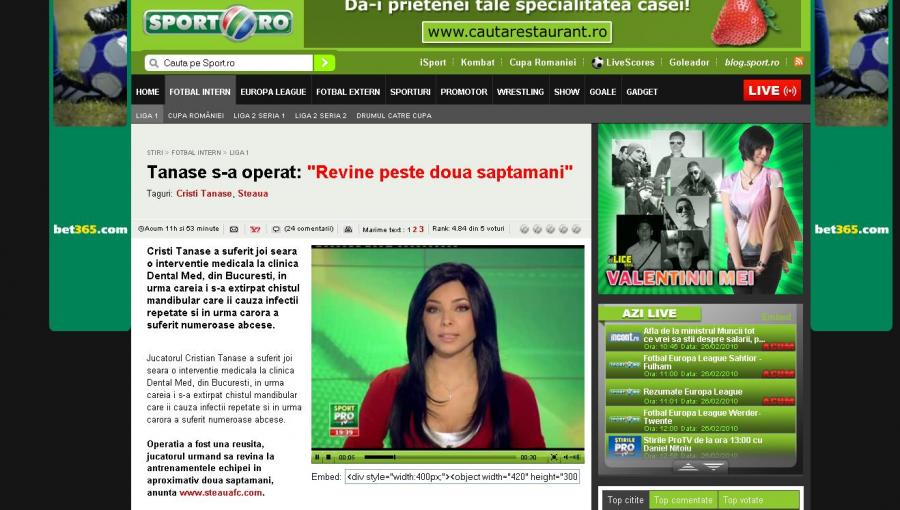 Da-i prietenei tale specialitatea casei!
www.cautarestaurant.ro
SPORT RO
Cauta pe Sport.ro
iSport Kombat Cupa Romaniei LiveScores Goleador blog.sport.ro
HOME FOTBAL INTERN EUROPA LEAGUE FOTBAL EXTERN SPORTURI PROMOTOR WRESTLING SHOW GOALE GADGET LIVE
LIGA 1 CUPA ROMÂNIEI LIGA 2 SERIA 1 LIGA 2 SERIA 2 DRUMUL CATRE CUPA
STIRI > FOTBAL INTERN > LIGA 1
Tanase s-a operat: "Revine peste doua saptamani"
Taguri: Cristi Tanase, Steaua
Acum 11h si 53 minute (24 comentarii) Marime text: 1 2 3 Rank: 4.84 din 5 voturi
bet365.com
bet365.com
Cristi Tanase a suferit joi seara
o interventie medicala la clinica
Dental Med, din Bucuresti, in
urma careia i s-a extirpat chistul
mandibular care ii cauza infectii
repetate si in urma carora a
suferit numeroase abcese.
Jucatorul Cristian Tanase a suferit joi
seara o interventie medicala la clinica
Dental Med, din Bucuresti, in urma
careia i s-a extirpat chistul mandibular
care ii cauza infectii repetate si in urma
carora a suferit numeroase abcese.
Operatia a fost una reusita,
jucatorul urmand sa revina la
antrenamentele echipei in
aproximativ doua saptamani,
anunta www.steauafc.com.
SPORT
PRO
19:39
00:05 00:20
Embed: <div style="width:400px;"><object width="420" height="300
VALENTINII MEI
AZI LIVE
Embed
incont.ro
Afla de la ministrul Muncii tot
ce vrei sa stii despre salarii, p...
Ora: 10:46 Data: 26/02/2010 ACUM
Fotbal Europa League Sahtior -
Fulham
Ora: 11:00 Data: 26/02/2010 ACUM
Rezumate Europa League
Ora: 11:01 Data: 26/02/2010 ACUM
Fotbal Europa League Werder-
Twente
Ora: 12:00 Data: 26/02/2010
STIRILE PRO TV
Stirile ProTV de la ora 13:00 cu
Daniel Nitoiu
Top citite Top comentate Top votate